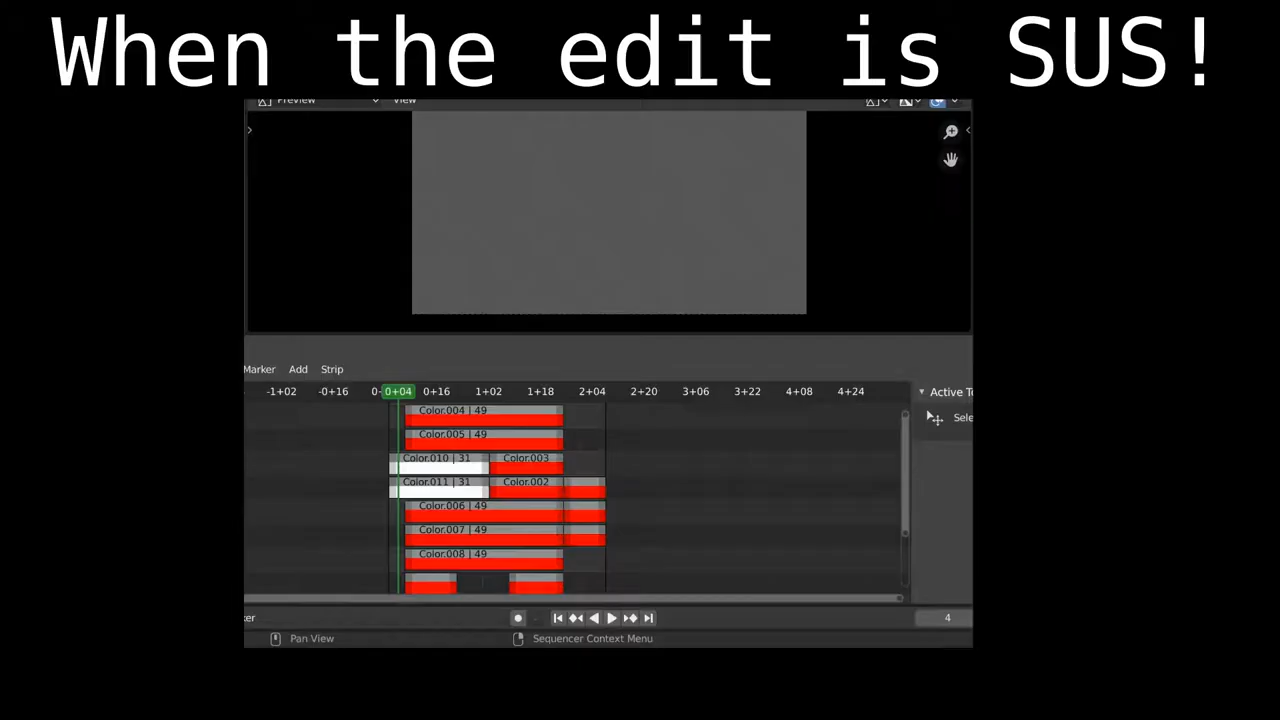 When the edit is SUS!
Preview View
Marker Add Strip
-1+02 -0+16 0- 0+04 0+16 1+02 1+18 2+04 2+20 3+06 3+22 4+08 4+24
Active To
Sele
Color.004 | 49
Color.005 | 49
Color.010 | 31 Color.003
Color.011 | 31 Color.002
Color.006 | 49
Color.007 | 49
Color.008 | 49
ker
4
Pan View Sequencer Context Menu